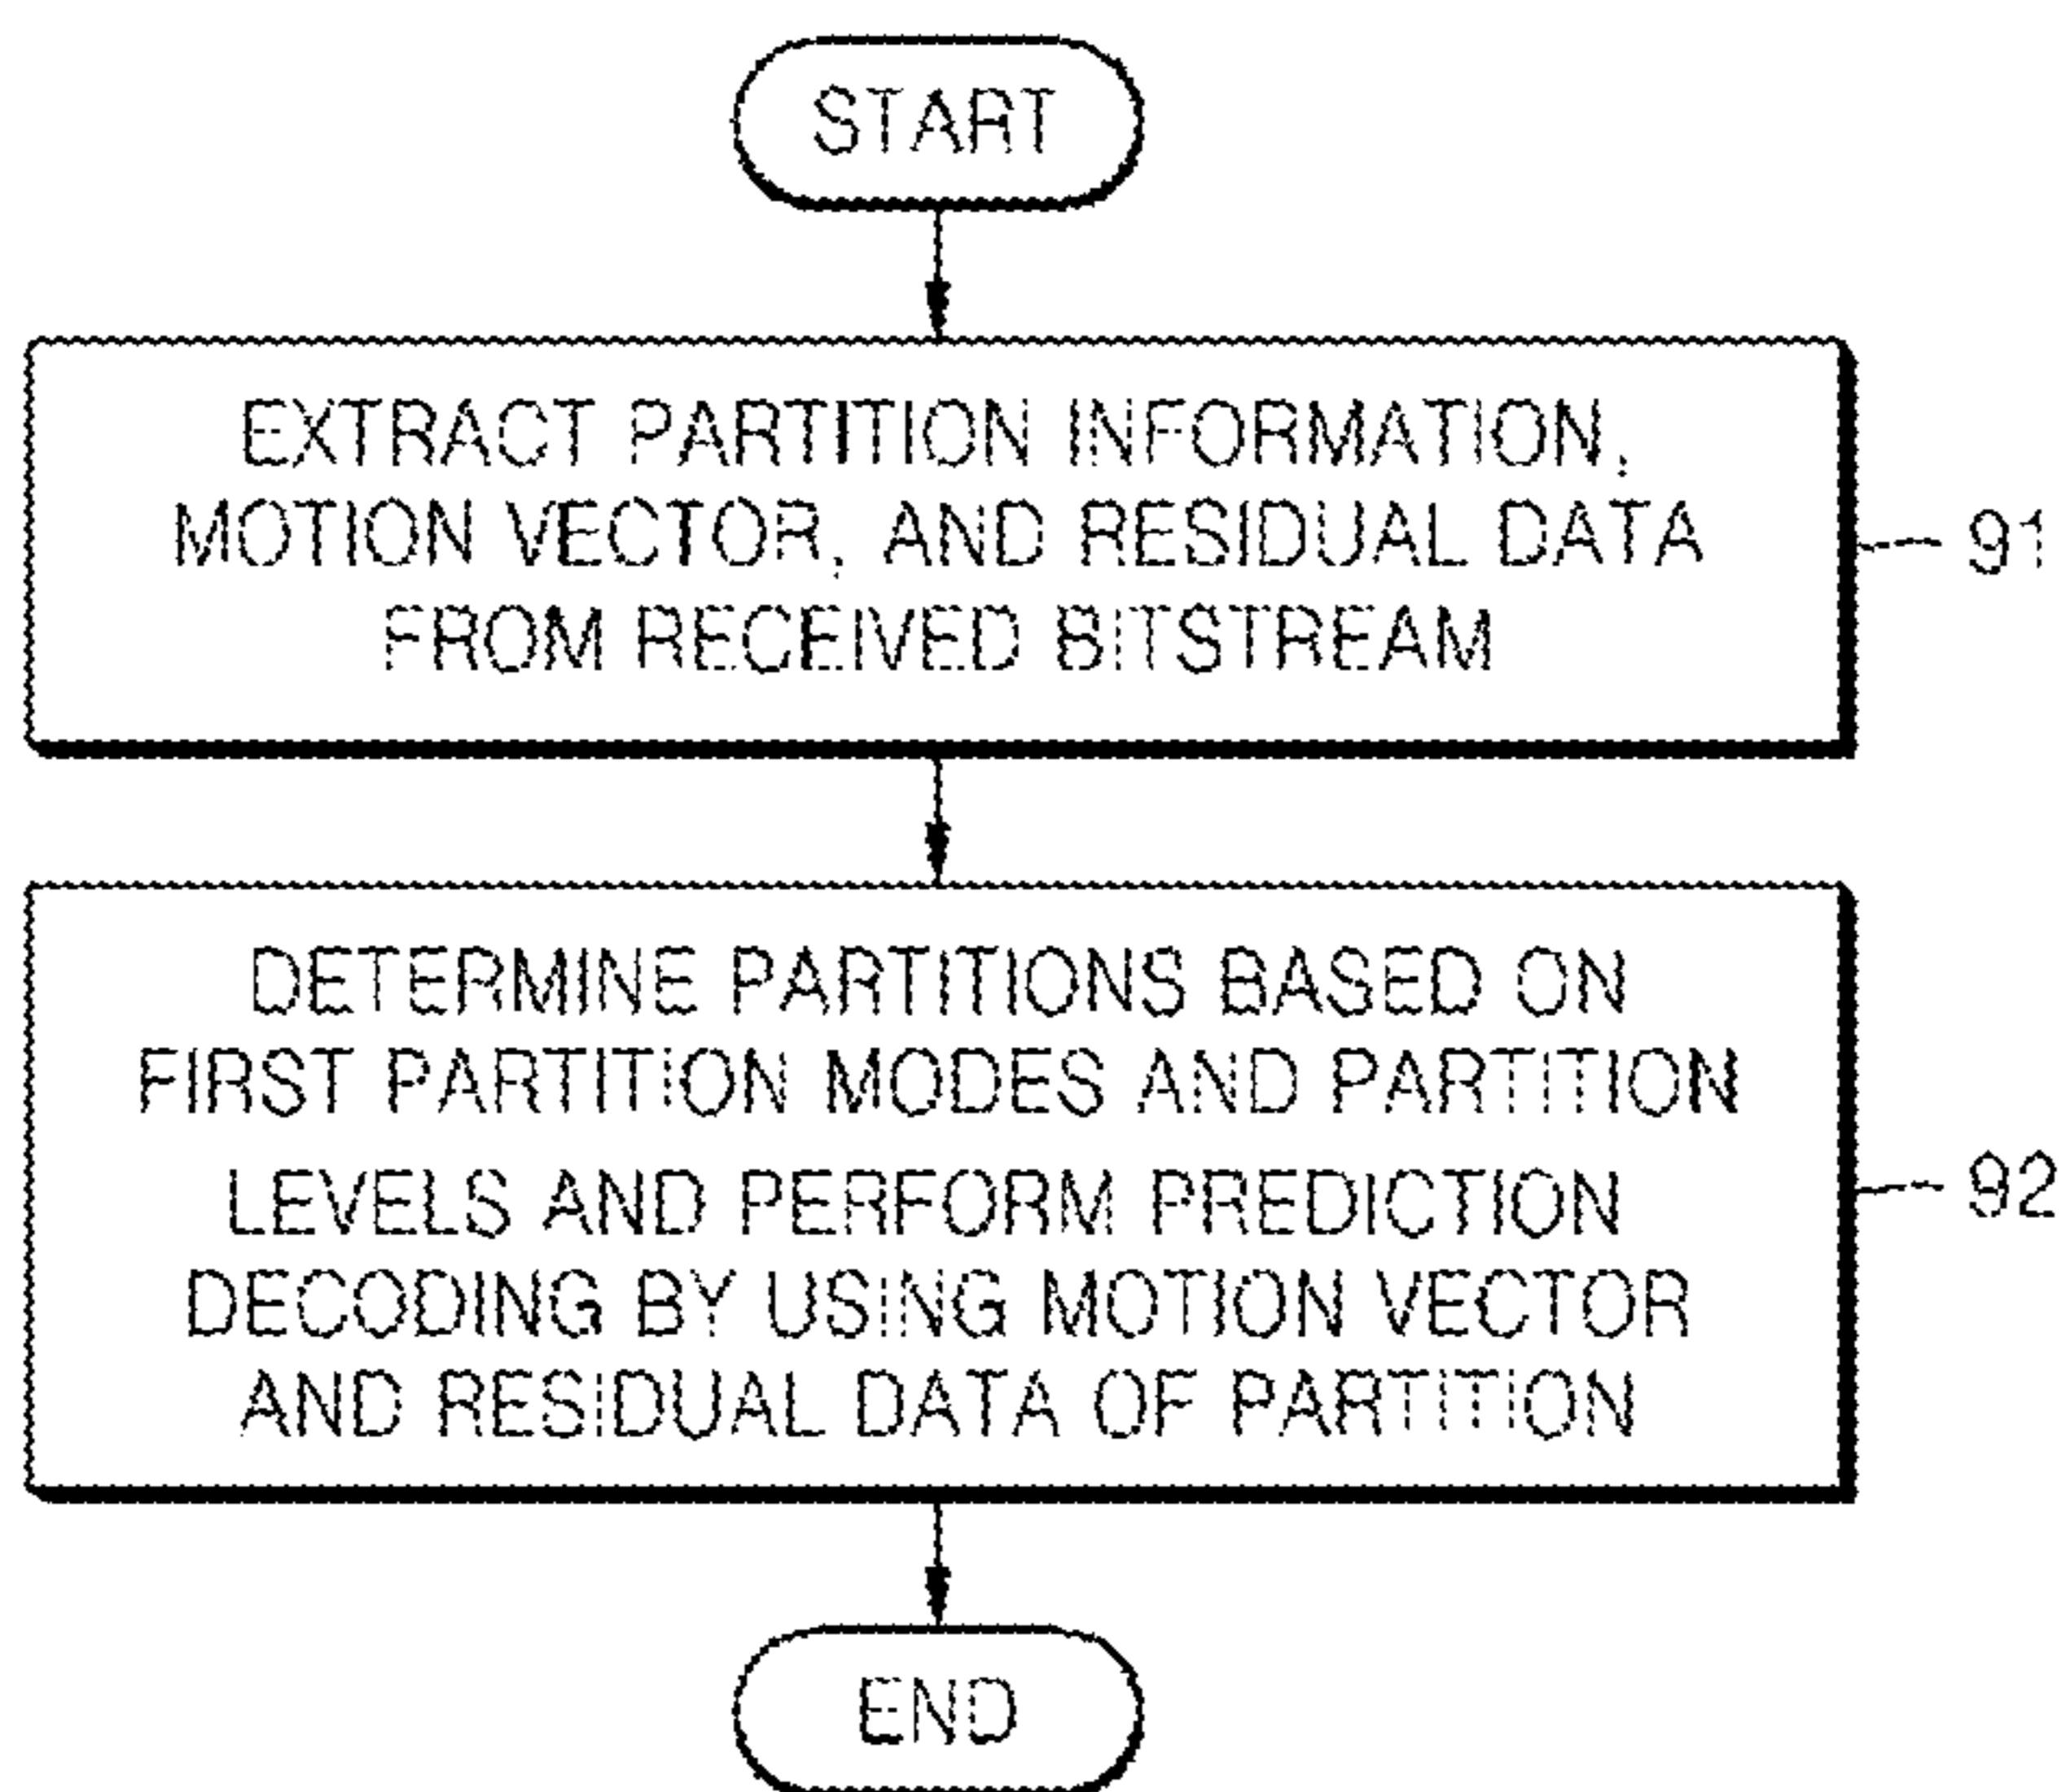 START
EXTRACT PARTITION INFORMATION,
MOTION VECTOR, AND RESIDUAL DATA
FROM RECEIVED BITSTREAM
91
DETERMINE PARTITIONS BASED ON
FIRST PARTITION MODES AND PARTITION
LEVELS AND PERFORM PREDICTION
DECODING BY USING MOTION VECTOR
AND RESIDUAL DATA OF PARTITION
92
END